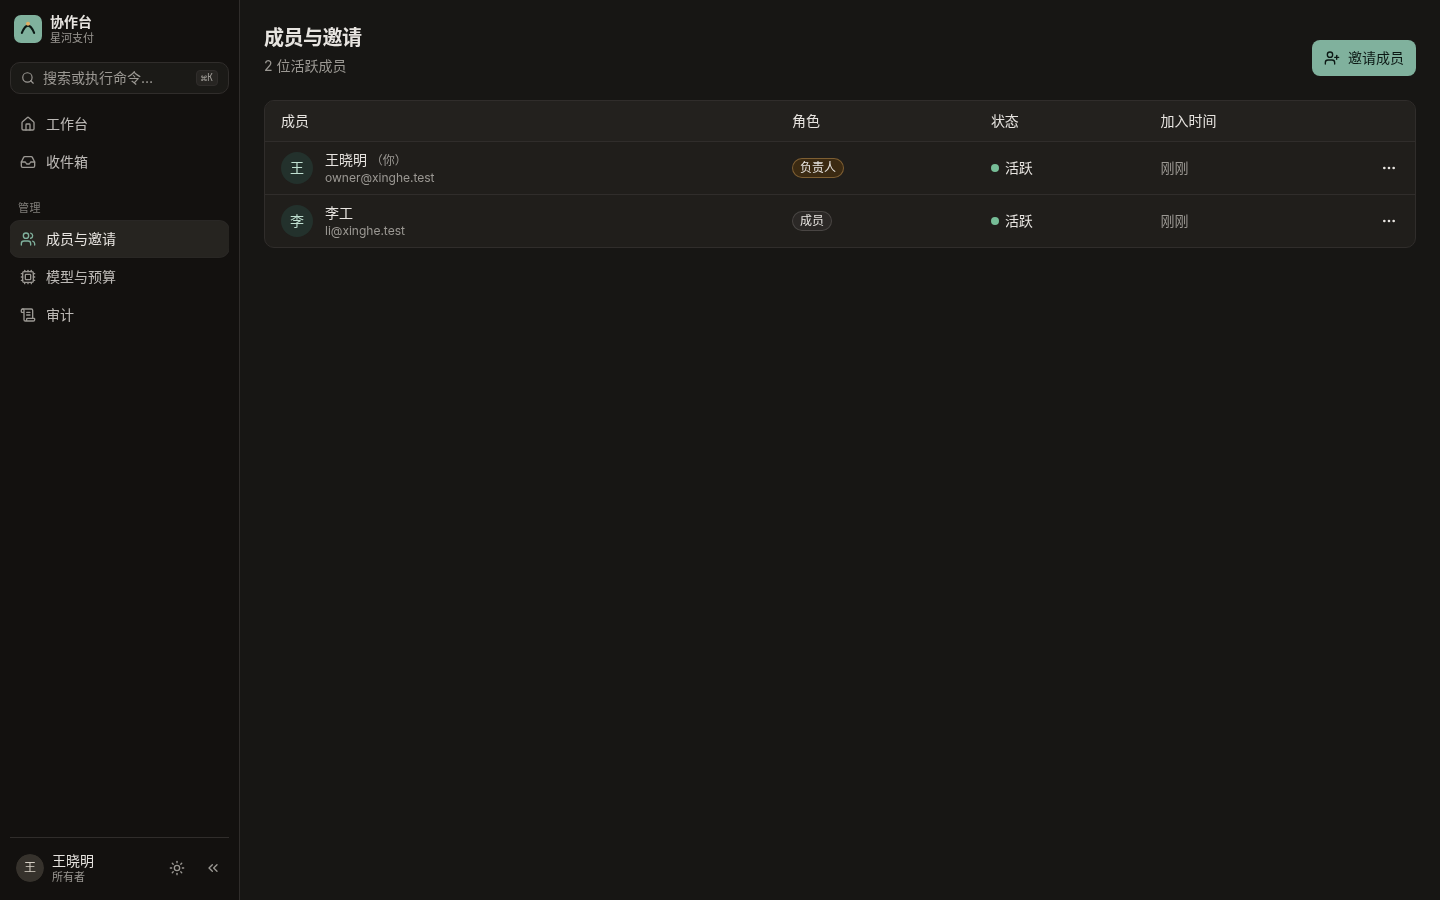 协作台
星河支付
搜索或执行命令... ⌘K
工作台
收件箱
管理
成员与邀请
模型与预算
审计
王 王晓明
所有者
成员与邀请
2 位活跃成员
邀请成员
成员 角色 状态 加入时间
王 王晓明 （你） 负责人 活跃 刚刚
owner@xinghe.test
李 李工 成员 活跃 刚刚
li@xinghe.test